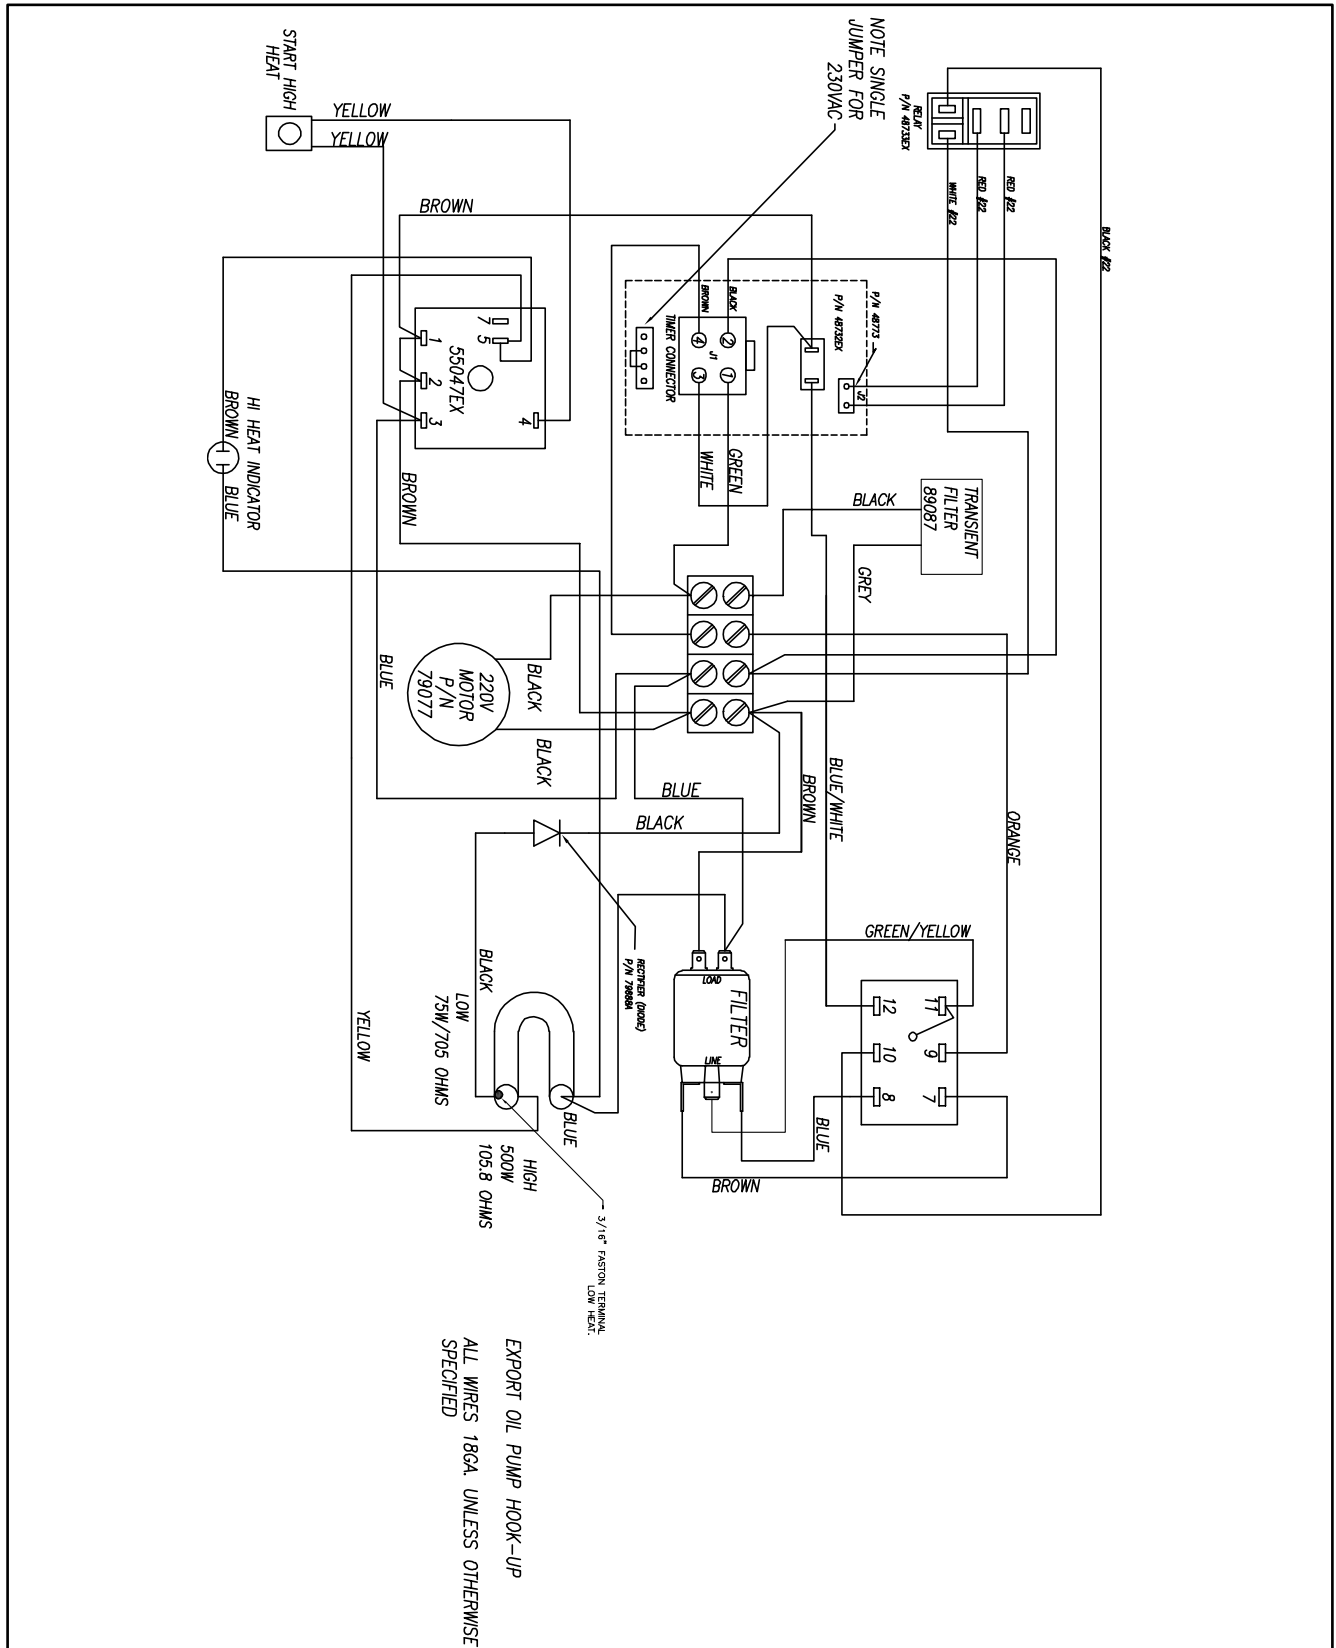 START HIGH
HEAT
YELLOW
YELLOW
NOTE SINGLE
JUMPER FOR
230VAC
RELAY
P/N 48733EX
RED #22
RED #22
WHITE #22
BLACK #22
BROWN
P/N 48773
P/N 48732EX
J2
BLACK
BROWN
2
4
J1
1
3
TIMER CONNECTOR
GREEN
WHITE
7
5
1
2
3
4
55047EX
HI HEAT INDICATOR
BROWN
BLUE
BROWN
TRANSIENT
FILTER
89087
BLACK
GREY
220V
MOTOR
P/N
79077
BLACK
BLACK
BLUE
BLUE
BLACK
BROWN
BLUE/WHITE
ORANGE
GREEN/YELLOW
RECTIFIER (DIODE)
P/N 79888A
LOAD
FILTER
LINE
12
11
10
9
8
7
BLUE
BROWN
YELLOW
BLACK
LOW
75W/705 OHMS
BLUE
HIGH
500W
105.8 OHMS
3/16" FASTON TERMINAL
LOW HEAT.
EXPORT OIL PUMP HOOK-UP
ALL WIRES 18GA. UNLESS OTHERWISE
SPECIFIED